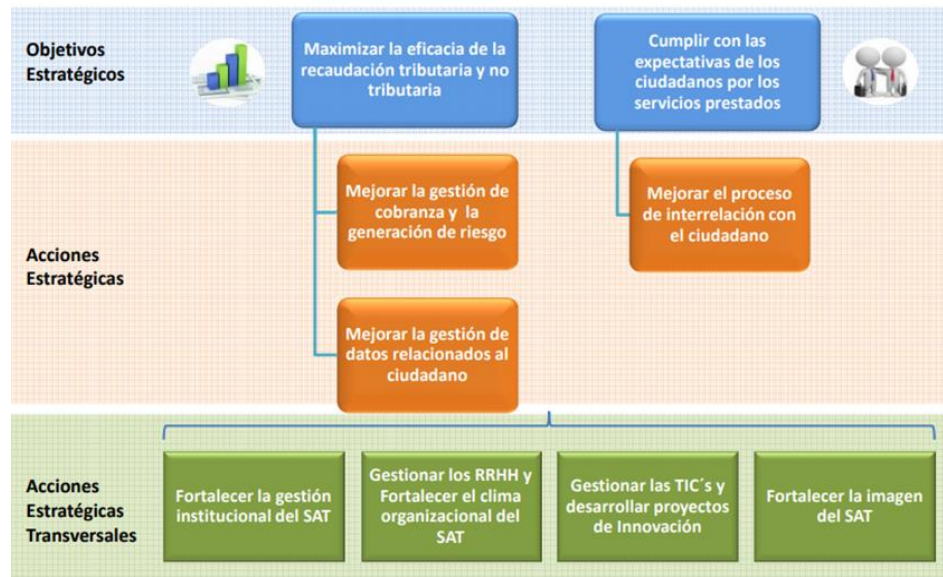 Objetivos
Estratégicos
Maximizar la eficacia de la
recaudación tributaria y no
tributaria
Cumplir con las
expectativas de los
ciudadanos por los
servicios prestados
Acciones
Estratégicas
Mejorar la gestión de
cobranza y la
generación de riesgo
Mejorar el proceso
de interrelación con
el ciudadano
Mejorar la gestión de
datos relacionados al
ciudadano
Acciones
Estratégicas
Transversales
Fortalecer la gestión
institucional del SAT
Gestionar los RRHH y
Fortalecer el clima
organizacional del
SAT
Gestionar las TIC´s y
desarrollar proyectos
de Innovación
Fortalecer la imagen
del SAT